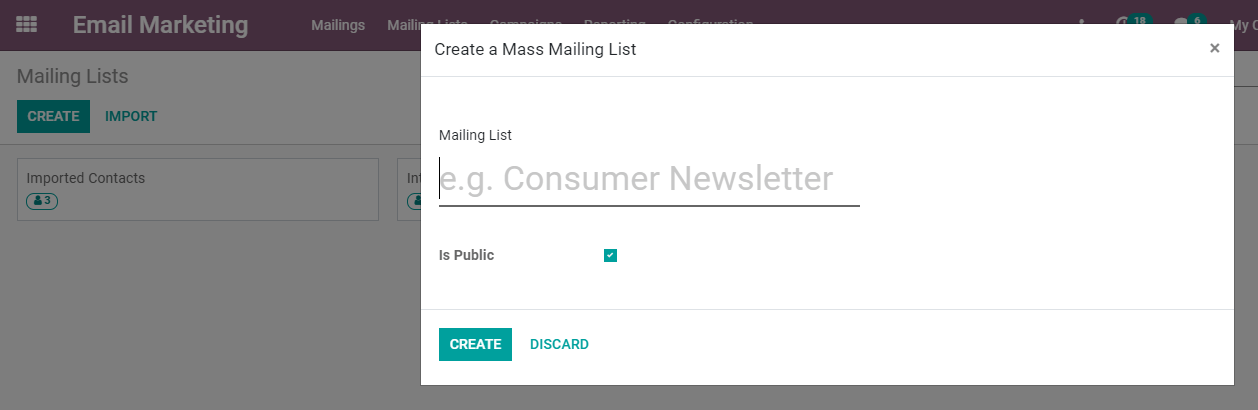 Email Marketing
Mailings
Mailing Lists
Campaigns
Reporting
Configuration
18
6
My
Mailing Lists
CREATE
IMPORT
Imported Contacts
3
Create a Mass Mailing List
×
Mailing List
e.g. Consumer Newsletter
Is Public
CREATE
DISCARD